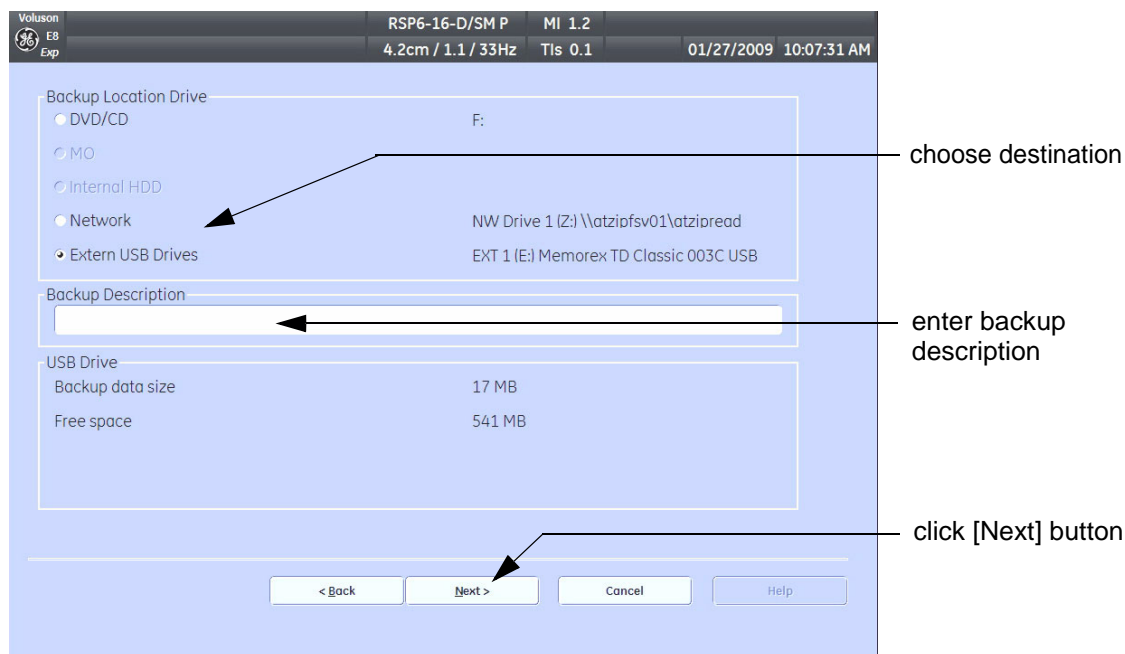 Voluson
E8
Exp
RSP6-16-D/SM P MI 1.2
4.2cm / 1.1 / 33Hz TIs 0.1 01/27/2009 10:07:31 AM
Backup Location Drive
DVD/CD F:
MO
Internal HDD
Network NW Drive 1 (Z:) \\atzipfsv01\atzipread
Extern USB Drives EXT 1 (E:) Memorex TD Classic 003C USB
Backup Description
USB Drive
Backup data size 17 MB
Free space 541 MB
< Back Next > Cancel Help
choose destination
enter backup
description
click [Next] button